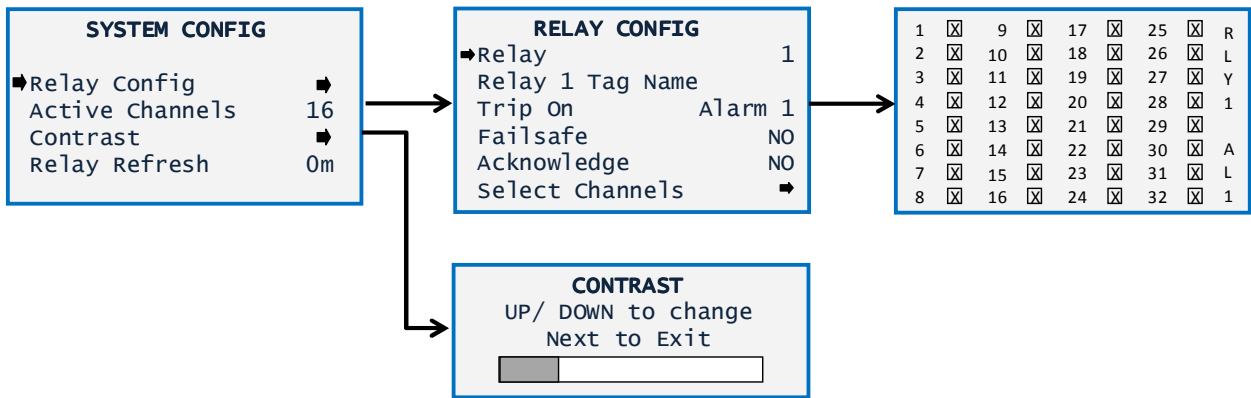 SYSTEM CONFIG
Relay Config
Active Channels 16
Contrast
Relay Refresh 0m
RELAY CONFIG
Relay 1
Relay 1 Tag Name
Trip On Alarm 1
Failsafe NO
Acknowledge NO
Select Channels
1 X 9 X 17 X 25 X R
2 X 10 X 18 X 26 X L
3 X 11 X 19 X 27 X Y
4 X 12 X 20 X 28 X 1
5 X 13 X 21 X 29 X
6 X 14 X 22 X 30 X A
7 X 15 X 23 X 31 X L
8 X 16 X 24 X 32 X 1
CONTRAST
UP/ DOWN to change
Next to Exit